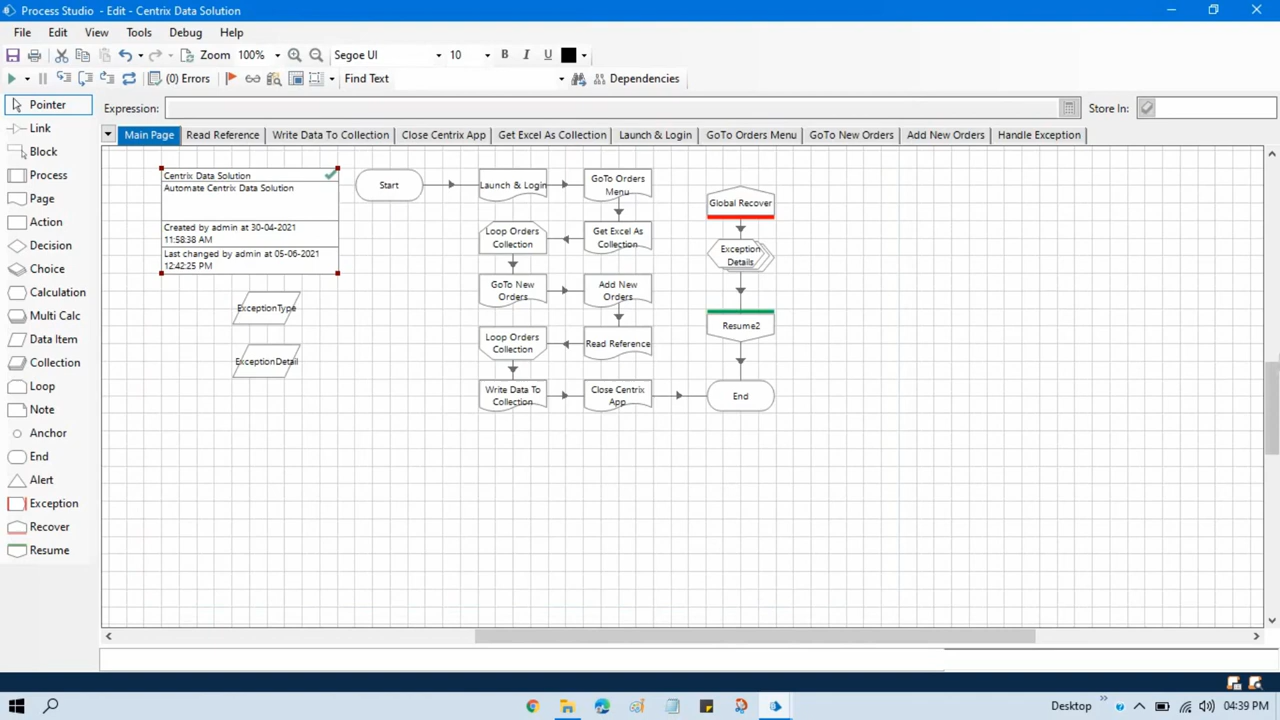 Process Studio - Edit - Centrix Data Solution
File Edit View Tools Debug Help
Zoom 100% Segoe UI 10 B I U
(0) Errors Find Text Dependencies
Pointer
Expression:
Store In:
Link
Block
Process
Page
Action
Decision
Choice
Calculation
Multi Calc
Data Item
Collection
Loop
Note
Anchor
End
Alert
Exception
Recover
Resume
Main Page Read Reference Write Data To Collection Close Centrix App Get Excel As Collection Launch & Login GoTo Orders Menu GoTo New Orders Add New Orders Handle Exception
Centrix Data Solution
Automate Centrix Data Solution
Created by admin at 30-04-2021
11:58:38 AM
Last changed by admin at 05-06-2021
12:42:25 PM
ExceptionType
ExceptionDetail
Start
Launch & Login
GoTo Orders
Menu
Get Excel As
Collection
Loop Orders
Collection
GoTo New
Orders
Add New
Orders
Read Reference
Loop Orders
Collection
Write Data To
Collection
Close Centrix
App
Global Recover
Exception
Details
Resume2
End
Desktop
04:39 PM